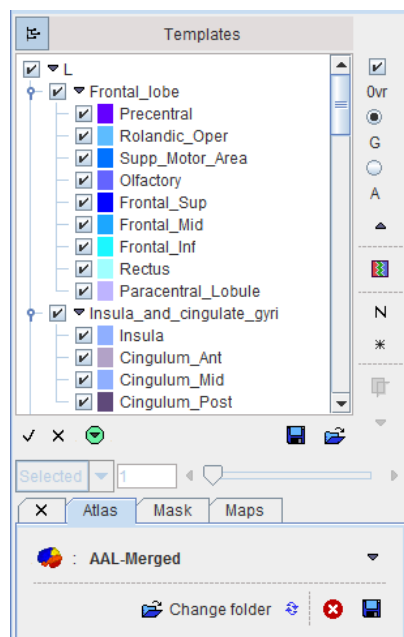 Templates
L
Frontal_lobe
Precentral
Rolandic_Oper
Supp_Motor_Area
Olfactory
Frontal_Sup
Frontal_Mid
Frontal_Inf
Rectus
Paracentral_Lobule
Insula_and_cingulate_gyri
Insula
Cingulum_Ant
Cingulum_Mid
Cingulum_Post
Ovr
G
A
N
Selected 1
X Atlas Mask Maps
: AAL-Merged
Change folder